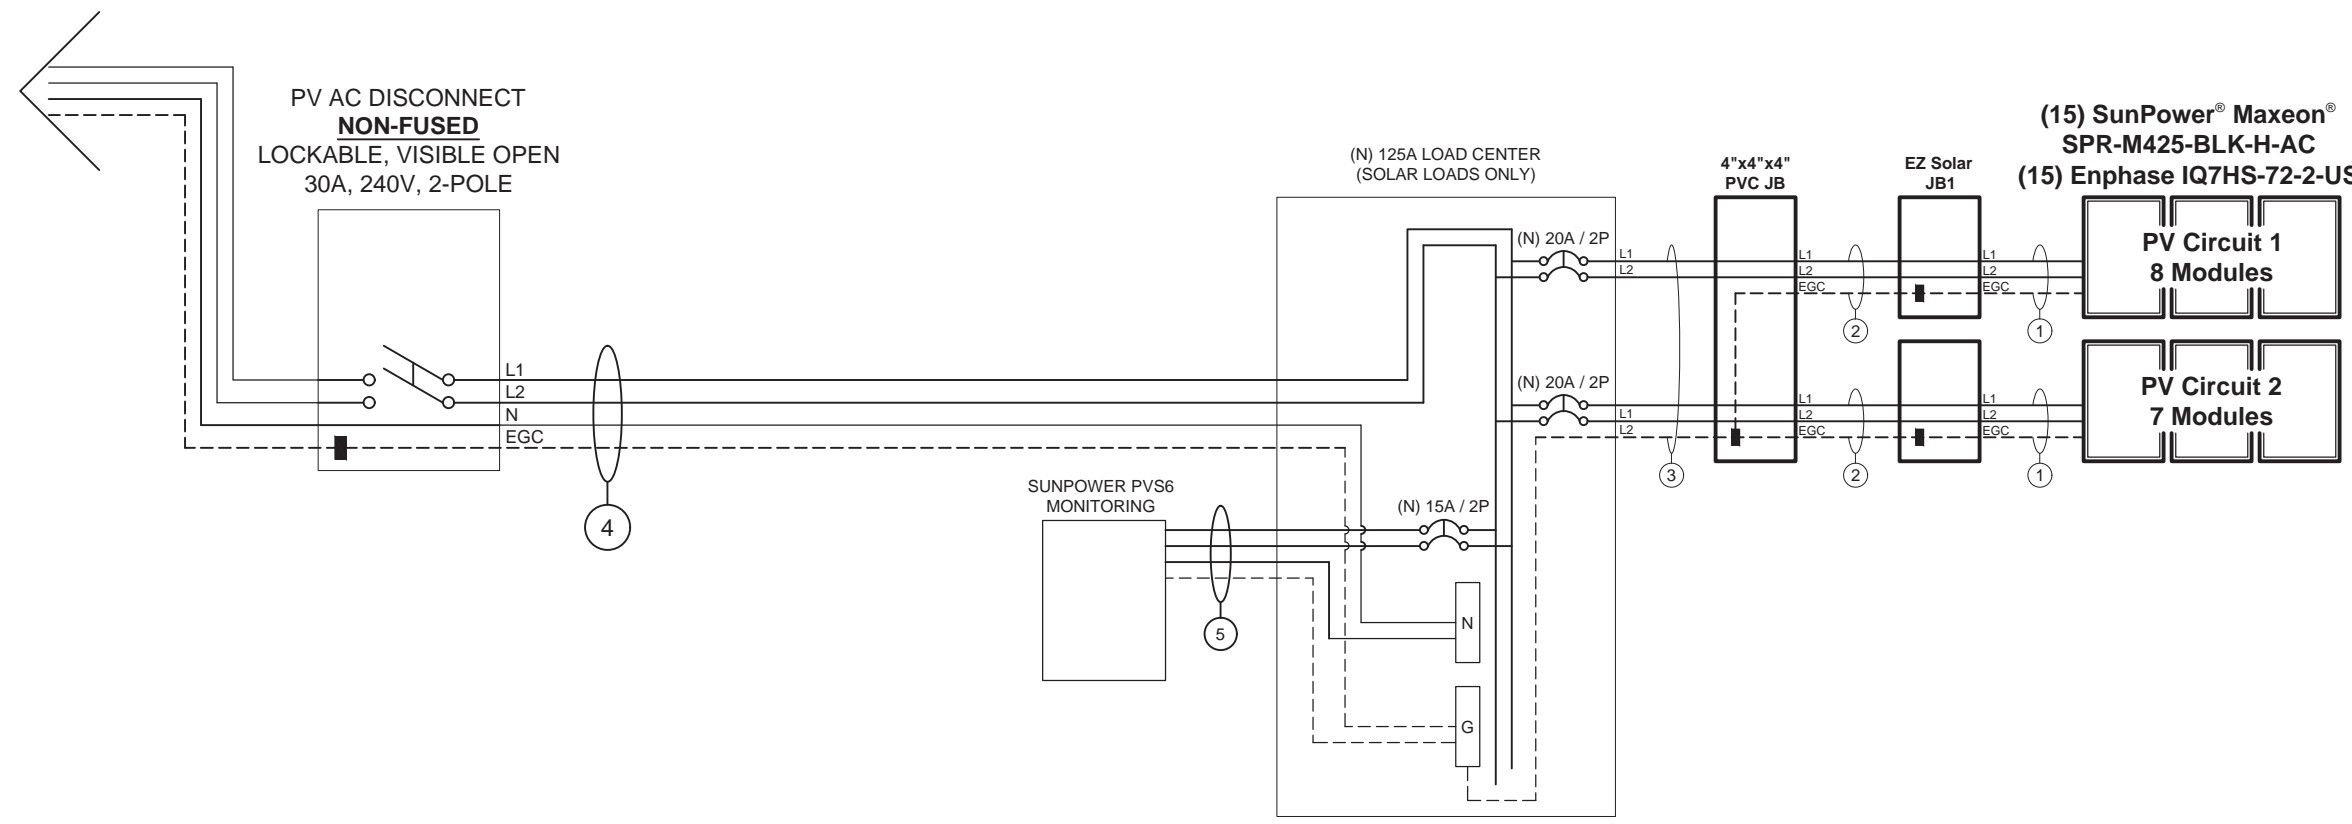 PV AC DISCONNECT
NON-FUSED
LOCKABLE, VISIBLE OPEN
30A, 240V, 2-POLE
L1
L2
N
EGC
4
SUNPOWER PVS6
MONITORING
5
(N) 125A LOAD CENTER
(SOLAR LOADS ONLY)
(N) 20A / 2P
L1
L2
(N) 20A / 2P
L1
L2
(N) 15A / 2P
N
G
3
4"x4"x4"
PVC JB
L1
L2
EGC
2
L1
L2
EGC
2
EZ Solar
JB1
L1
L2
EGC
1
L1
L2
EGC
1
(15) SunPower® Maxeon®
SPR-M425-BLK-H-AC
(15) Enphase IQ7HS-72-2-US
PV Circuit 1
8 Modules
PV Circuit 2
7 Modules